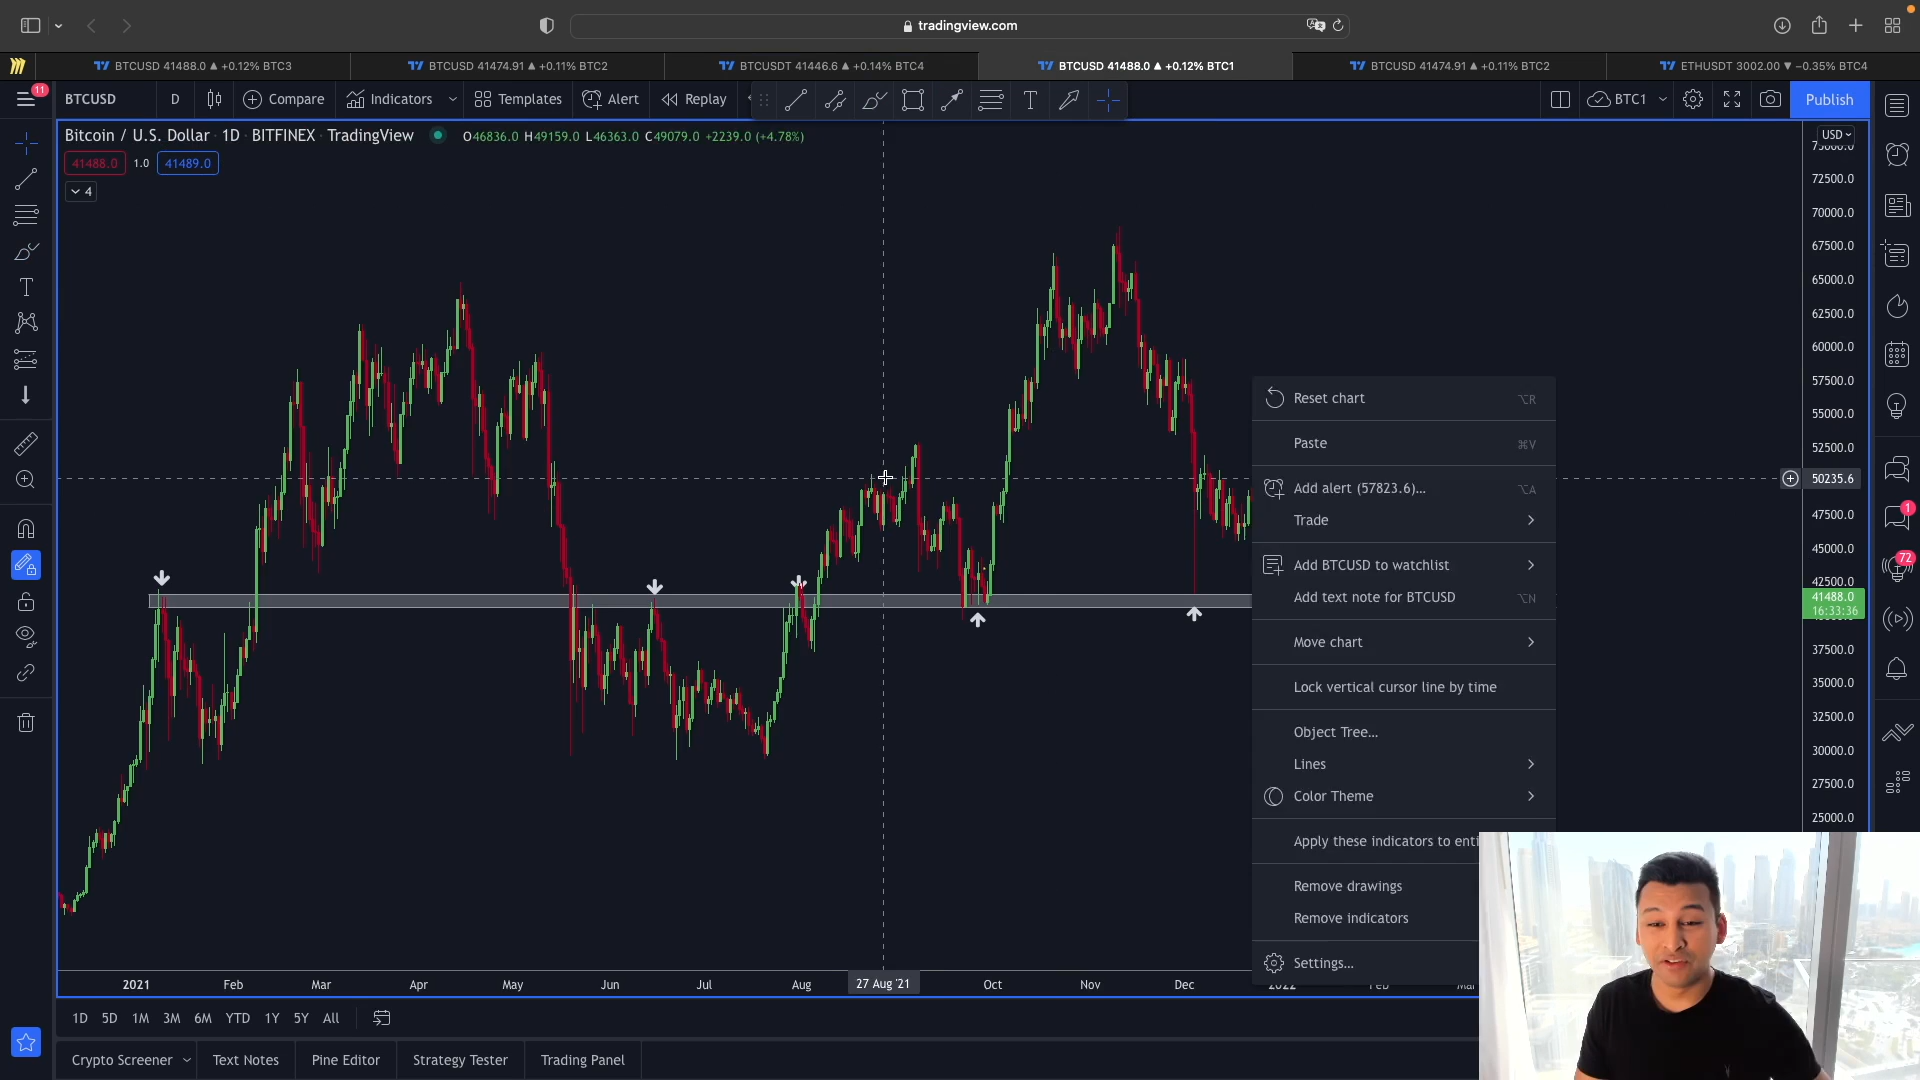 tradingview.com
BTCUSD 41488.0 ▲ +0.12% BTC3
BTCUSD 41474.91 ▲ +0.11% BTC2
BTCUSDT 41446.6 ▲ +0.14% BTC4
BTCUSD 41488.0 ▲ +0.12% BTC1
BTCUSD 41474.91 ▲ +0.11% BTC2
ETHUSDT 3002.00 ▼ −0.35% BTC4
11
BTCUSD D Compare Indicators Templates Alert Replay
BTC1 Publish
Bitcoin / U.S. Dollar · 1D · BITFINEX · TradingView
O46836.0 H49159.0 L46363.0 C49079.0 +2239.0 (+4.78%)
41488.0 1.0 41489.0
4
USD
72500.0
70000.0
67500.0
65000.0
62500.0
60000.0
57500.0
55000.0
52500.0
50235.6
47500.0
45000.0
42500.0
41488.0
16:33:36
37500.0
35000.0
32500.0
30000.0
27500.0
25000.0
1
72
Reset chart ⌥R
Paste ⌘V
Add alert (57823.6)... ⌥A
Trade
Add BTCUSD to watchlist
Add text note for BTCUSD ⌥N
Move chart
Lock vertical cursor line by time
Object Tree...
Lines
Color Theme
Apply these indicators to enti
Remove drawings
Remove indicators
Settings...
2021 Feb Mar Apr May Jun Jul Aug 27 Aug '21 Oct Nov Dec
1D 5D 1M 3M 6M YTD 1Y 5Y All
Crypto Screener Text Notes Pine Editor Strategy Tester Trading Panel